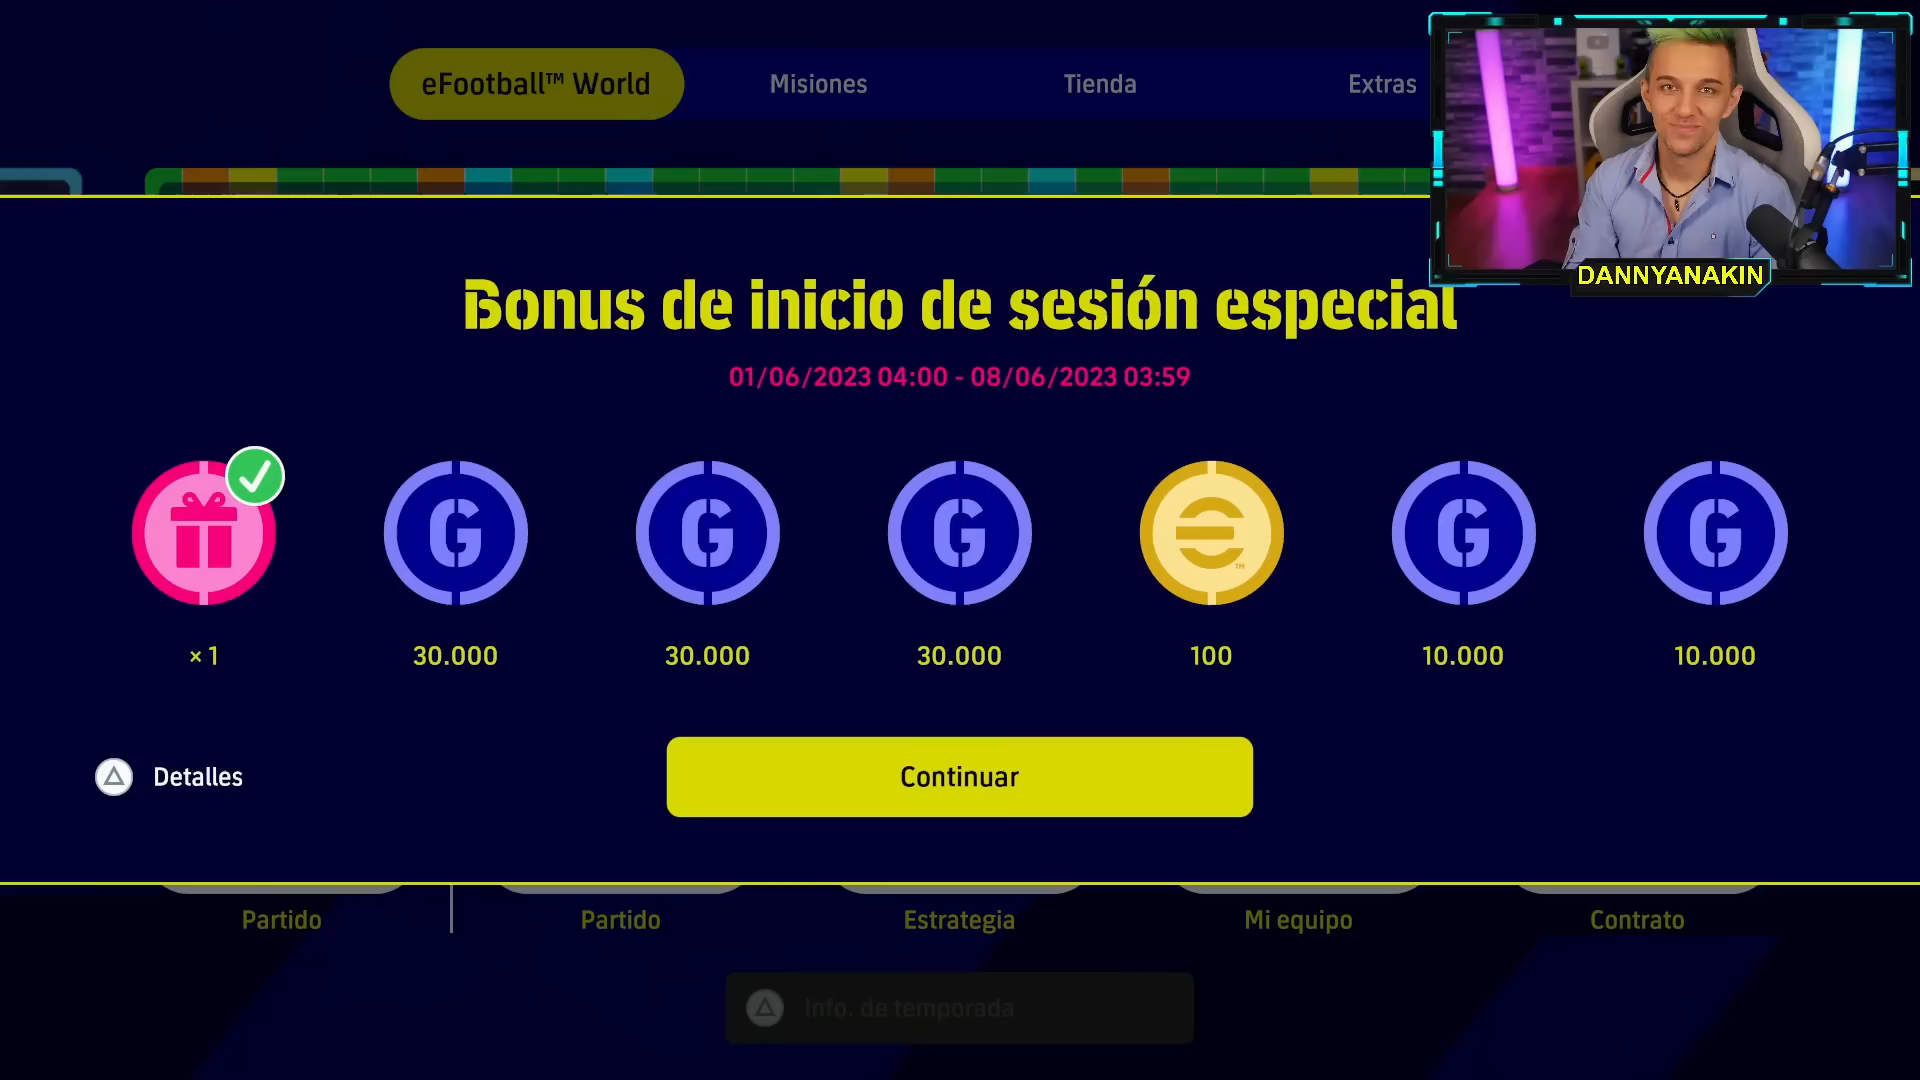 eFootball™ World
Misiones
Tienda
Extras
DANNYANAKIN
Bonus de inicio de sesión especial
01/06/2023 04:00 - 08/06/2023 03:59
G
G
G
G
G
× 1
30.000
30.000
30.000
100
10.000
10.000
Detalles
Continuar
Partido
Partido
Estrategia
Mi equipo
Contrato
Info. de temporada